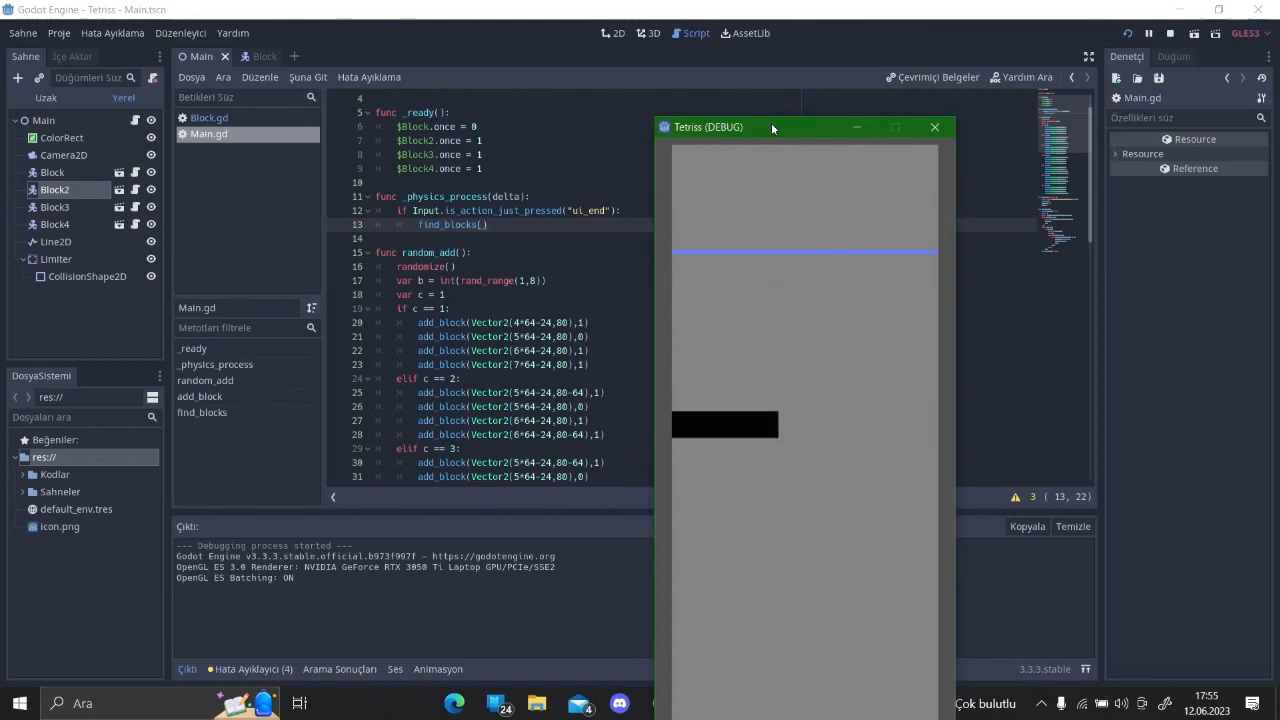 Godot Engine - Tetriss - Main.tscn
Sahne Proje Hata Ayıklama Düzenleyici Yardım
2D 3D Script AssetLib
GLES3
Sahne İçe Aktar
Düğümleri Süz
Uzak Yerel
Main
ColorRect
Camera2D
Block
Block2
Block3
Block4
Line2D
Limiter
CollisionShape2D
DosyaSistemi
res://
Dosyaları ara
Beğeniler:
res://
Kodlar
Sahneler
default_env.tres
icon.png
Main Block
Dosya Ara Düzenle Şuna Git Hata Ayıklama
Çevrimiçi Belgeler Yardım Ara
Betikleri Süz
Block.gd
Main.gd
Main.gd
Metotları filtrele
_ready
_physics_process
random_add
add_block
find_blocks
4
5 func _ready():
6 $Block.once = 0
7 $Block2.once = 1
8 $Block3.once = 1
9 $Block4.once = 1
10
11 func _physics_process(delta):
12 if Input.is_action_just_pressed("ui_end"):
13 find_blocks()
14
15 func random_add():
16 randomize()
17 var b = int(rand_range(1,8))
18 var c = 1
19 if c == 1:
20 add_block(Vector2(4*64-24,80),1)
21 add_block(Vector2(5*64-24,80),0)
22 add_block(Vector2(6*64-24,80),1)
23 add_block(Vector2(7*64-24,80),1)
24 elif c == 2:
25 add_block(Vector2(5*64-24,80-64),1)
26 add_block(Vector2(5*64-24,80),0)
27 add_block(Vector2(6*64-24,80),1)
28 add_block(Vector2(6*64-24,80-64),1)
29 elif c == 3:
30 add_block(Vector2(5*64-24,80-64),1)
31 add_block(Vector2(5*64-24,80),0)
3 ( 13, 22)
Tetriss (DEBUG)
Çıktı:
Kopyala Temizle
--- Debugging process started ---
Godot Engine v3.3.3.stable.official.b973f997f - https://godotengine.org
OpenGL ES 3.0 Renderer: NVIDIA GeForce RTX 3050 Ti Laptop GPU/PCIe/SSE2
OpenGL ES Batching: ON
Çıktı Hata Ayıklayıcı (4) Arama Sonuçları Ses Animasyon
3.3.3.stable
Denetçi Düğüm
Main.gd
Özellikleri süz
Resource
Resource
Reference
Ara
24
4
Çok bulutlu
17:55
12.06.2023